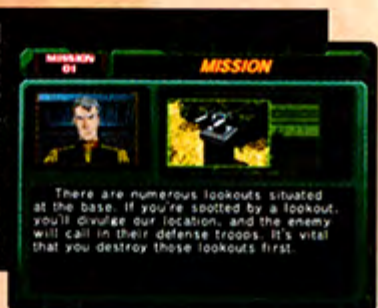 MISSION
01
MISSION
There are numerous lookouts situated
at the base. If you're spotted by a lookout,
you'll divulge our location, and the enemy
will call in their defense troops. It's vital
that you destroy those lookouts first.